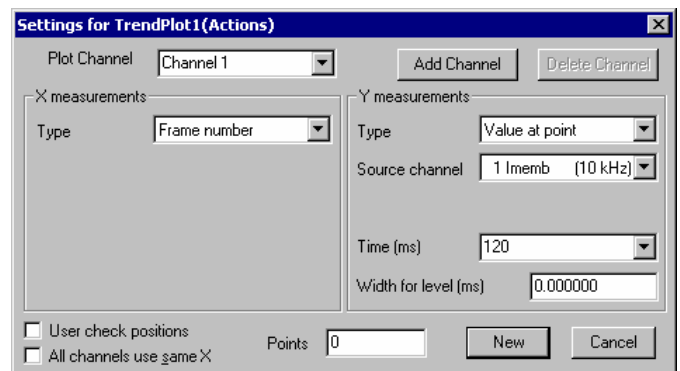 Settings for TrendPlot1(Actions)
Plot Channel Channel 1 Add Channel Delete Channel
X measurements
Type Frame number
Y measurements
Type Value at point
Source channel 1 Imemb (10 kHz)
Time (ms) 120
Width for level (ms) 0.000000
User check positions
All channels use same X
Points 0 New Cancel